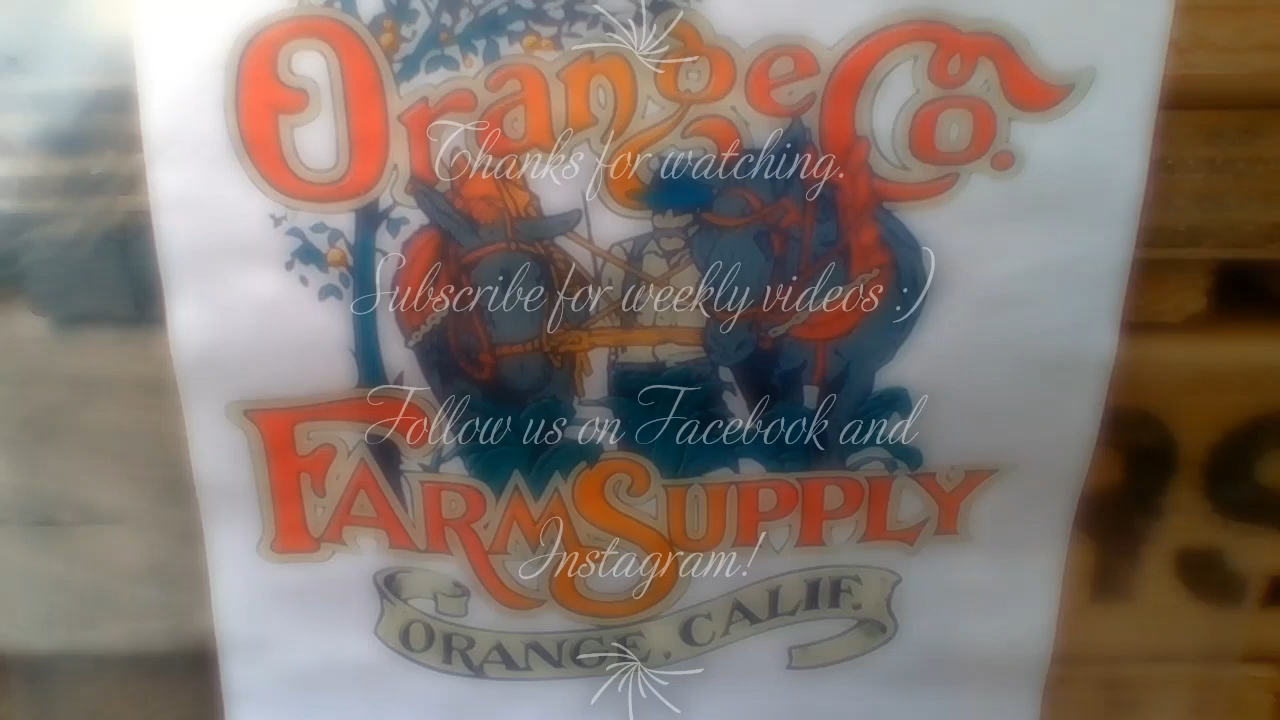 Orange Co.
Thanks for watching.
Subscribe for weekly videos :)
Follow us on Facebook and
Farm Supply
Instagram!
ORANGE, CALIF.